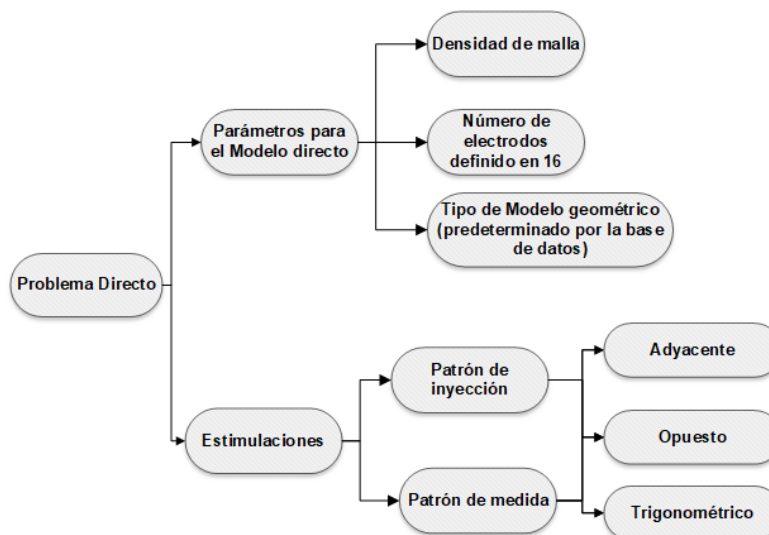 Densidad de malla
Parámetros para
el Modelo directo
Número de
electrodos
definido en 16
Tipo de Modelo geométrico
(predeterminado por la base
de datos)
Problema Directo
Estimulaciones
Patrón de
inyección
Patrón de medida
Adyacente
Opuesto
Trigonométrico